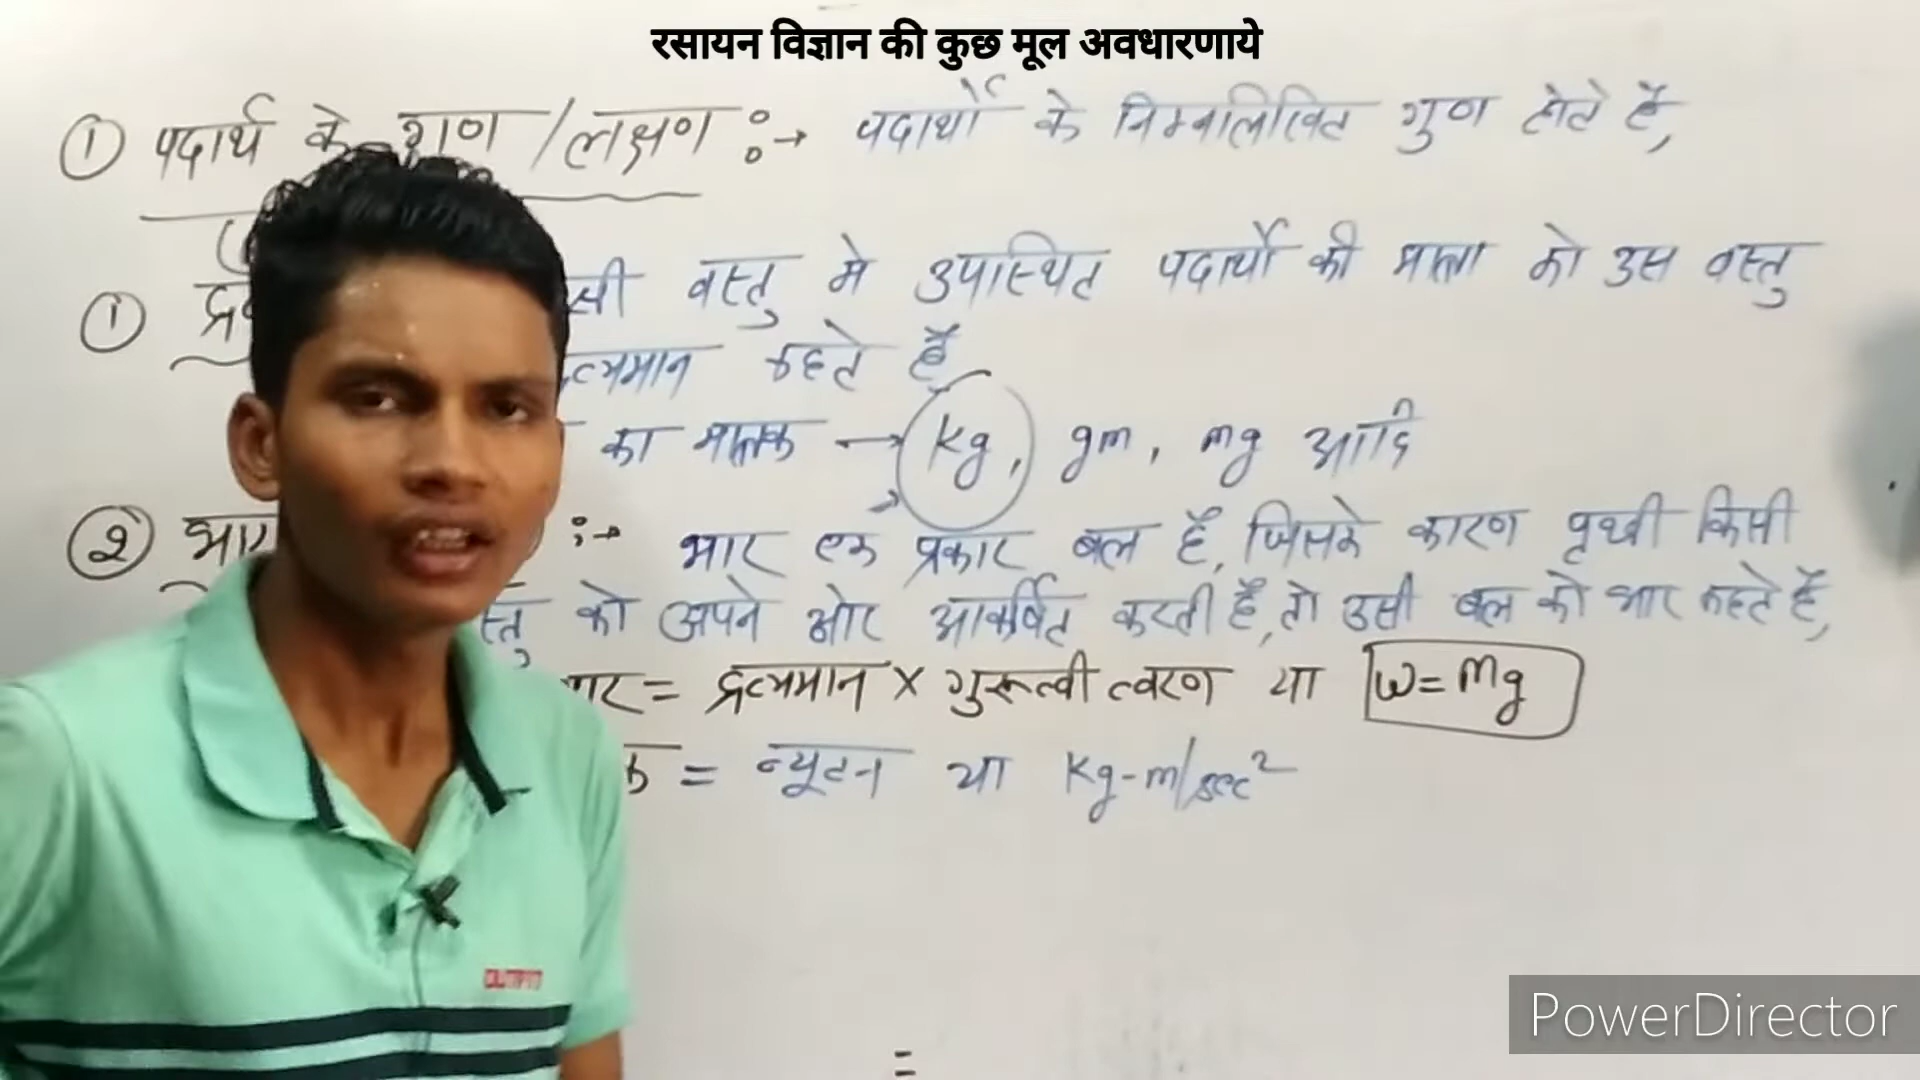 रसायन विज्ञान की कुछ मूल अवधारणाये
① पदार्थ के गुण /लक्षण :→ पदार्थो के निम्नलिखित गुण होते है,
① द्र सी वस्तु मे उपास्थित पदार्थो की मात्रा को उस वस्तु
द्रव्यमान कहते है
का मात्रक → kg, gm, mg आदि
② भार :→ भार एक प्रकार बल है, जिसके कारण पृथ्वी किसी
स्तु को अपने ओर आकर्षित करती है, तो उसी बल को भार कहते है,
भार = द्रव्यमान × गुरूत्वी त्वरण या W=Mg
क = न्यूटन या Kg-m/sec²
=
PowerDirector